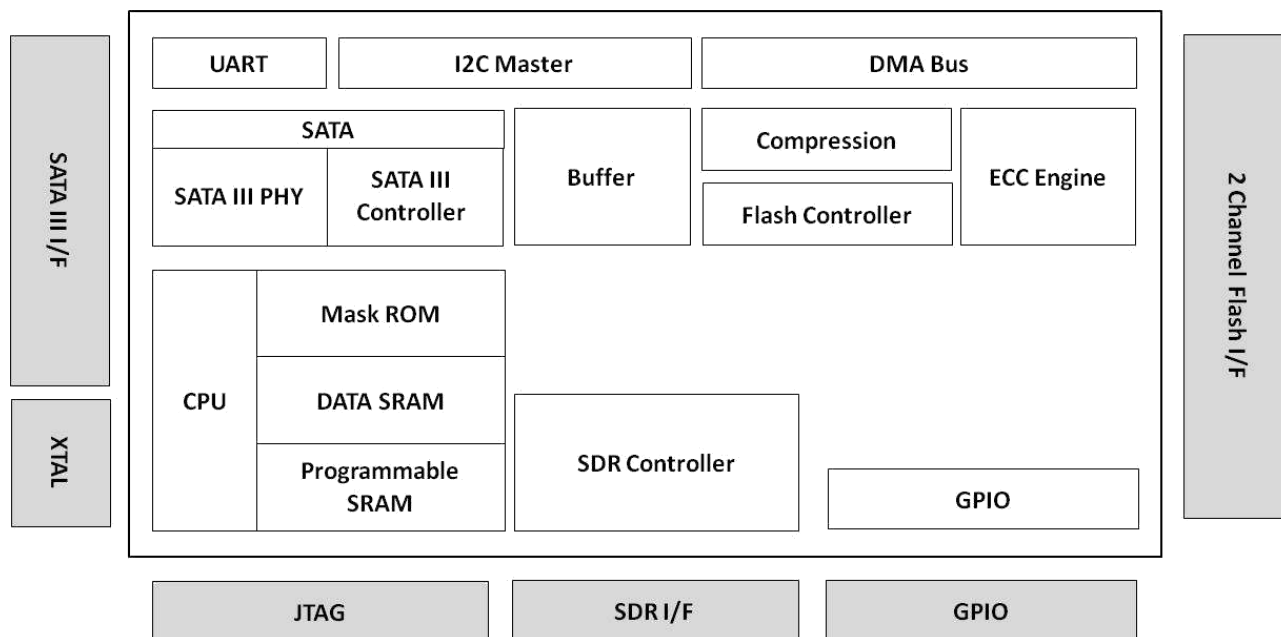 UART
I2C Master
DMA Bus
SATA III I/F
SATA
SATA III PHY
SATA III
Controller
Buffer
Compression
Flash Controller
ECC Engine
2 Channel Flash I/F
CPU
Mask ROM
DATA SRAM
Programmable
SRAM
SDR Controller
GPIO
XTAL
JTAG
SDR I/F
GPIO